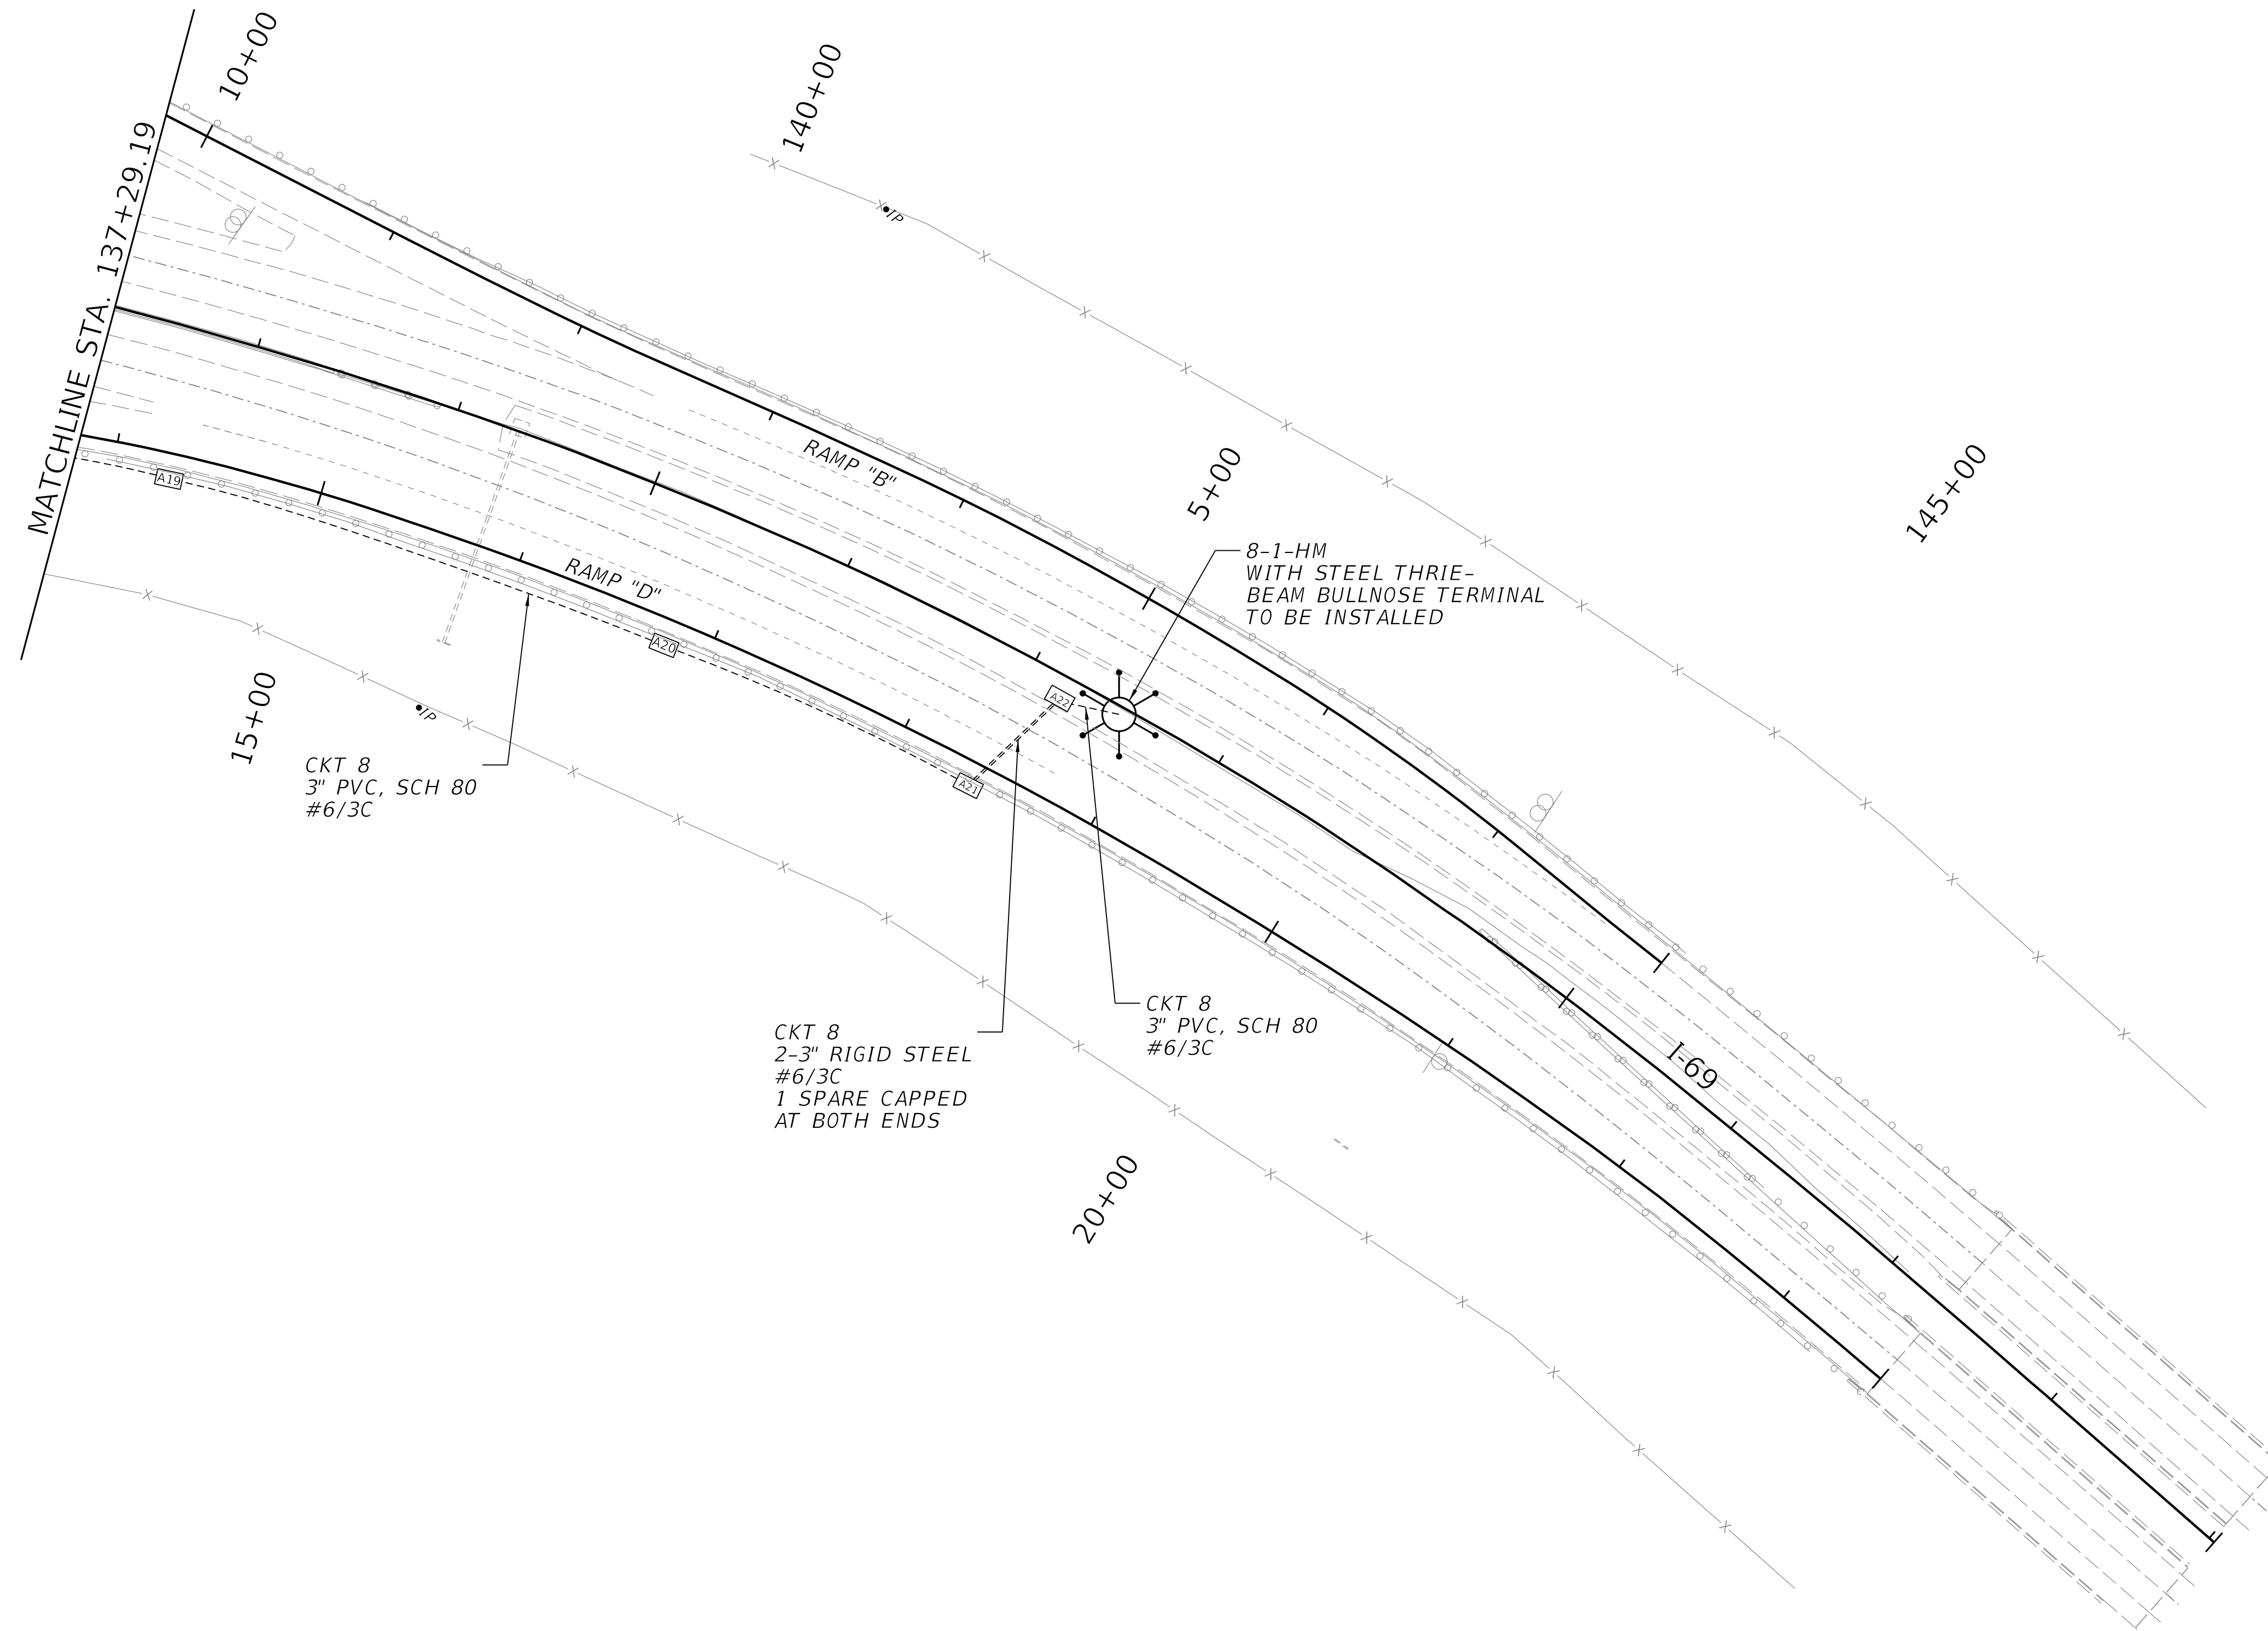 10+00
140+00
MATCHLINE STA. 137+29.19
IP
RAMP "B"
5+00
145+00
8-1-HM
WITH STEEL THRIE-
BEAM BULLNOSE TERMINAL
TO BE INSTALLED
A19
RAMP "D"
A20
A22
A21
IP
15+00
CKT 8
3" PVC, SCH 80
#6/3C
CKT 8
2-3" RIGID STEEL
#6/3C
1 SPARE CAPPED
AT BOTH ENDS
CKT 8
3" PVC, SCH 80
#6/3C
I-69
20+00